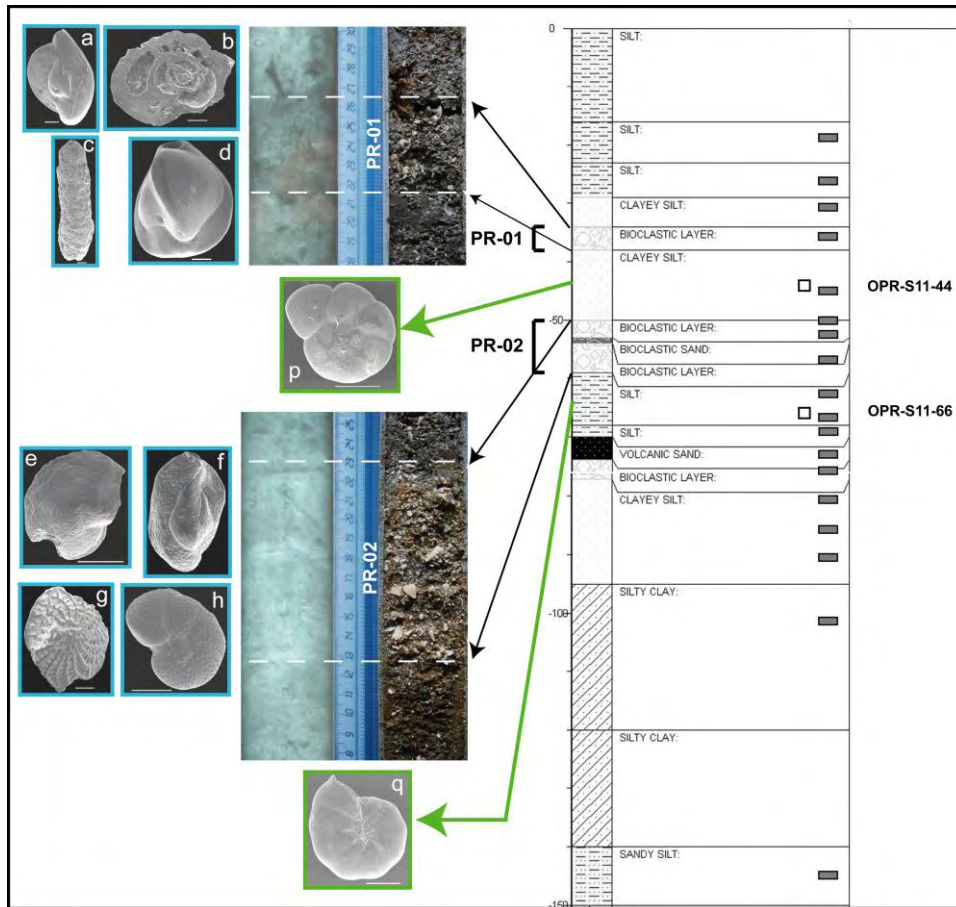 a
b
c
d
PR-01
PR-01
p
PR-02
e
f
g
h
PR-02
q
0
SILT:
SILT:
SILT:
CLAYEY SILT:
BIOCLASTIC LAYER:
CLAYEY SILT:
OPR-S11-44
-50
BIOCLASTIC LAYER:
BIOCLASTIC SAND:
BIOCLASTIC LAYER:
SILT:
OPR-S11-66
SILT:
VOLCANIC SAND:
BIOCLASTIC LAYER:
CLAYEY SILT:
SILTY CLAY:
-100
SILTY CLAY:
SANDY SILT:
-150